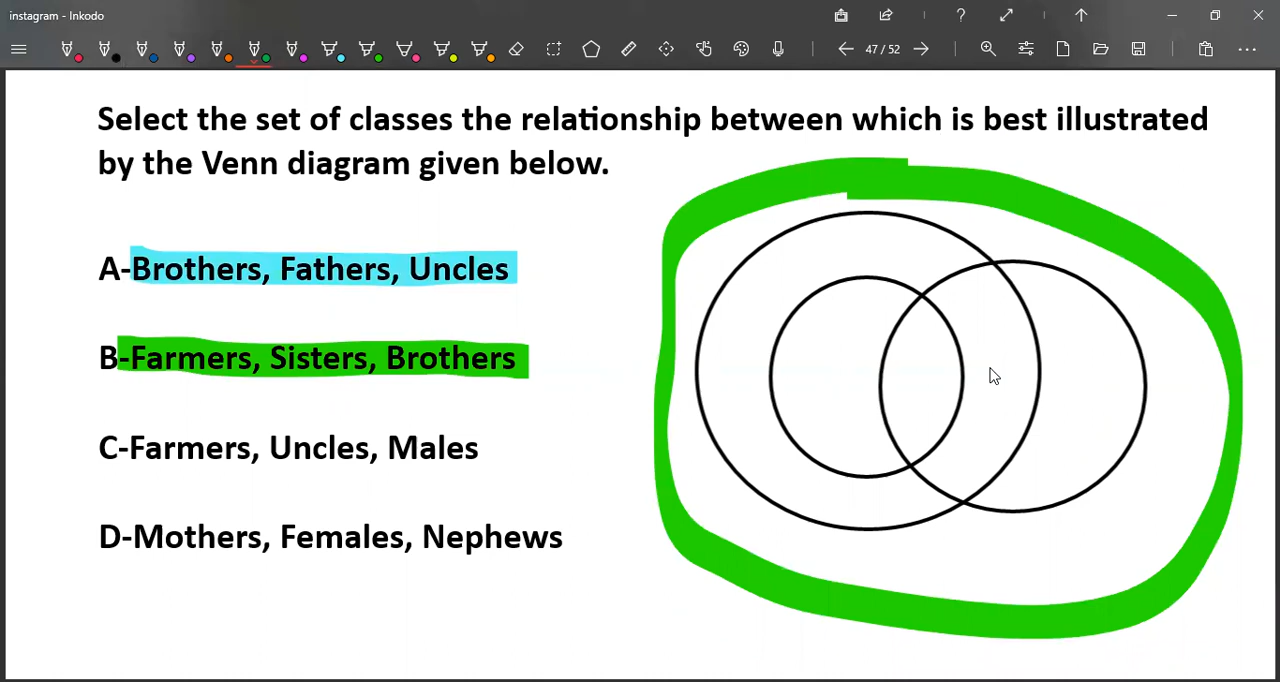 instagram - Inkodo
47 / 52
Select the set of classes the relationship between which is best illustrated
by the Venn diagram given below.
A-Brothers, Fathers, Uncles
B-Farmers, Sisters, Brothers
C-Farmers, Uncles, Males
D-Mothers, Females, Nephews